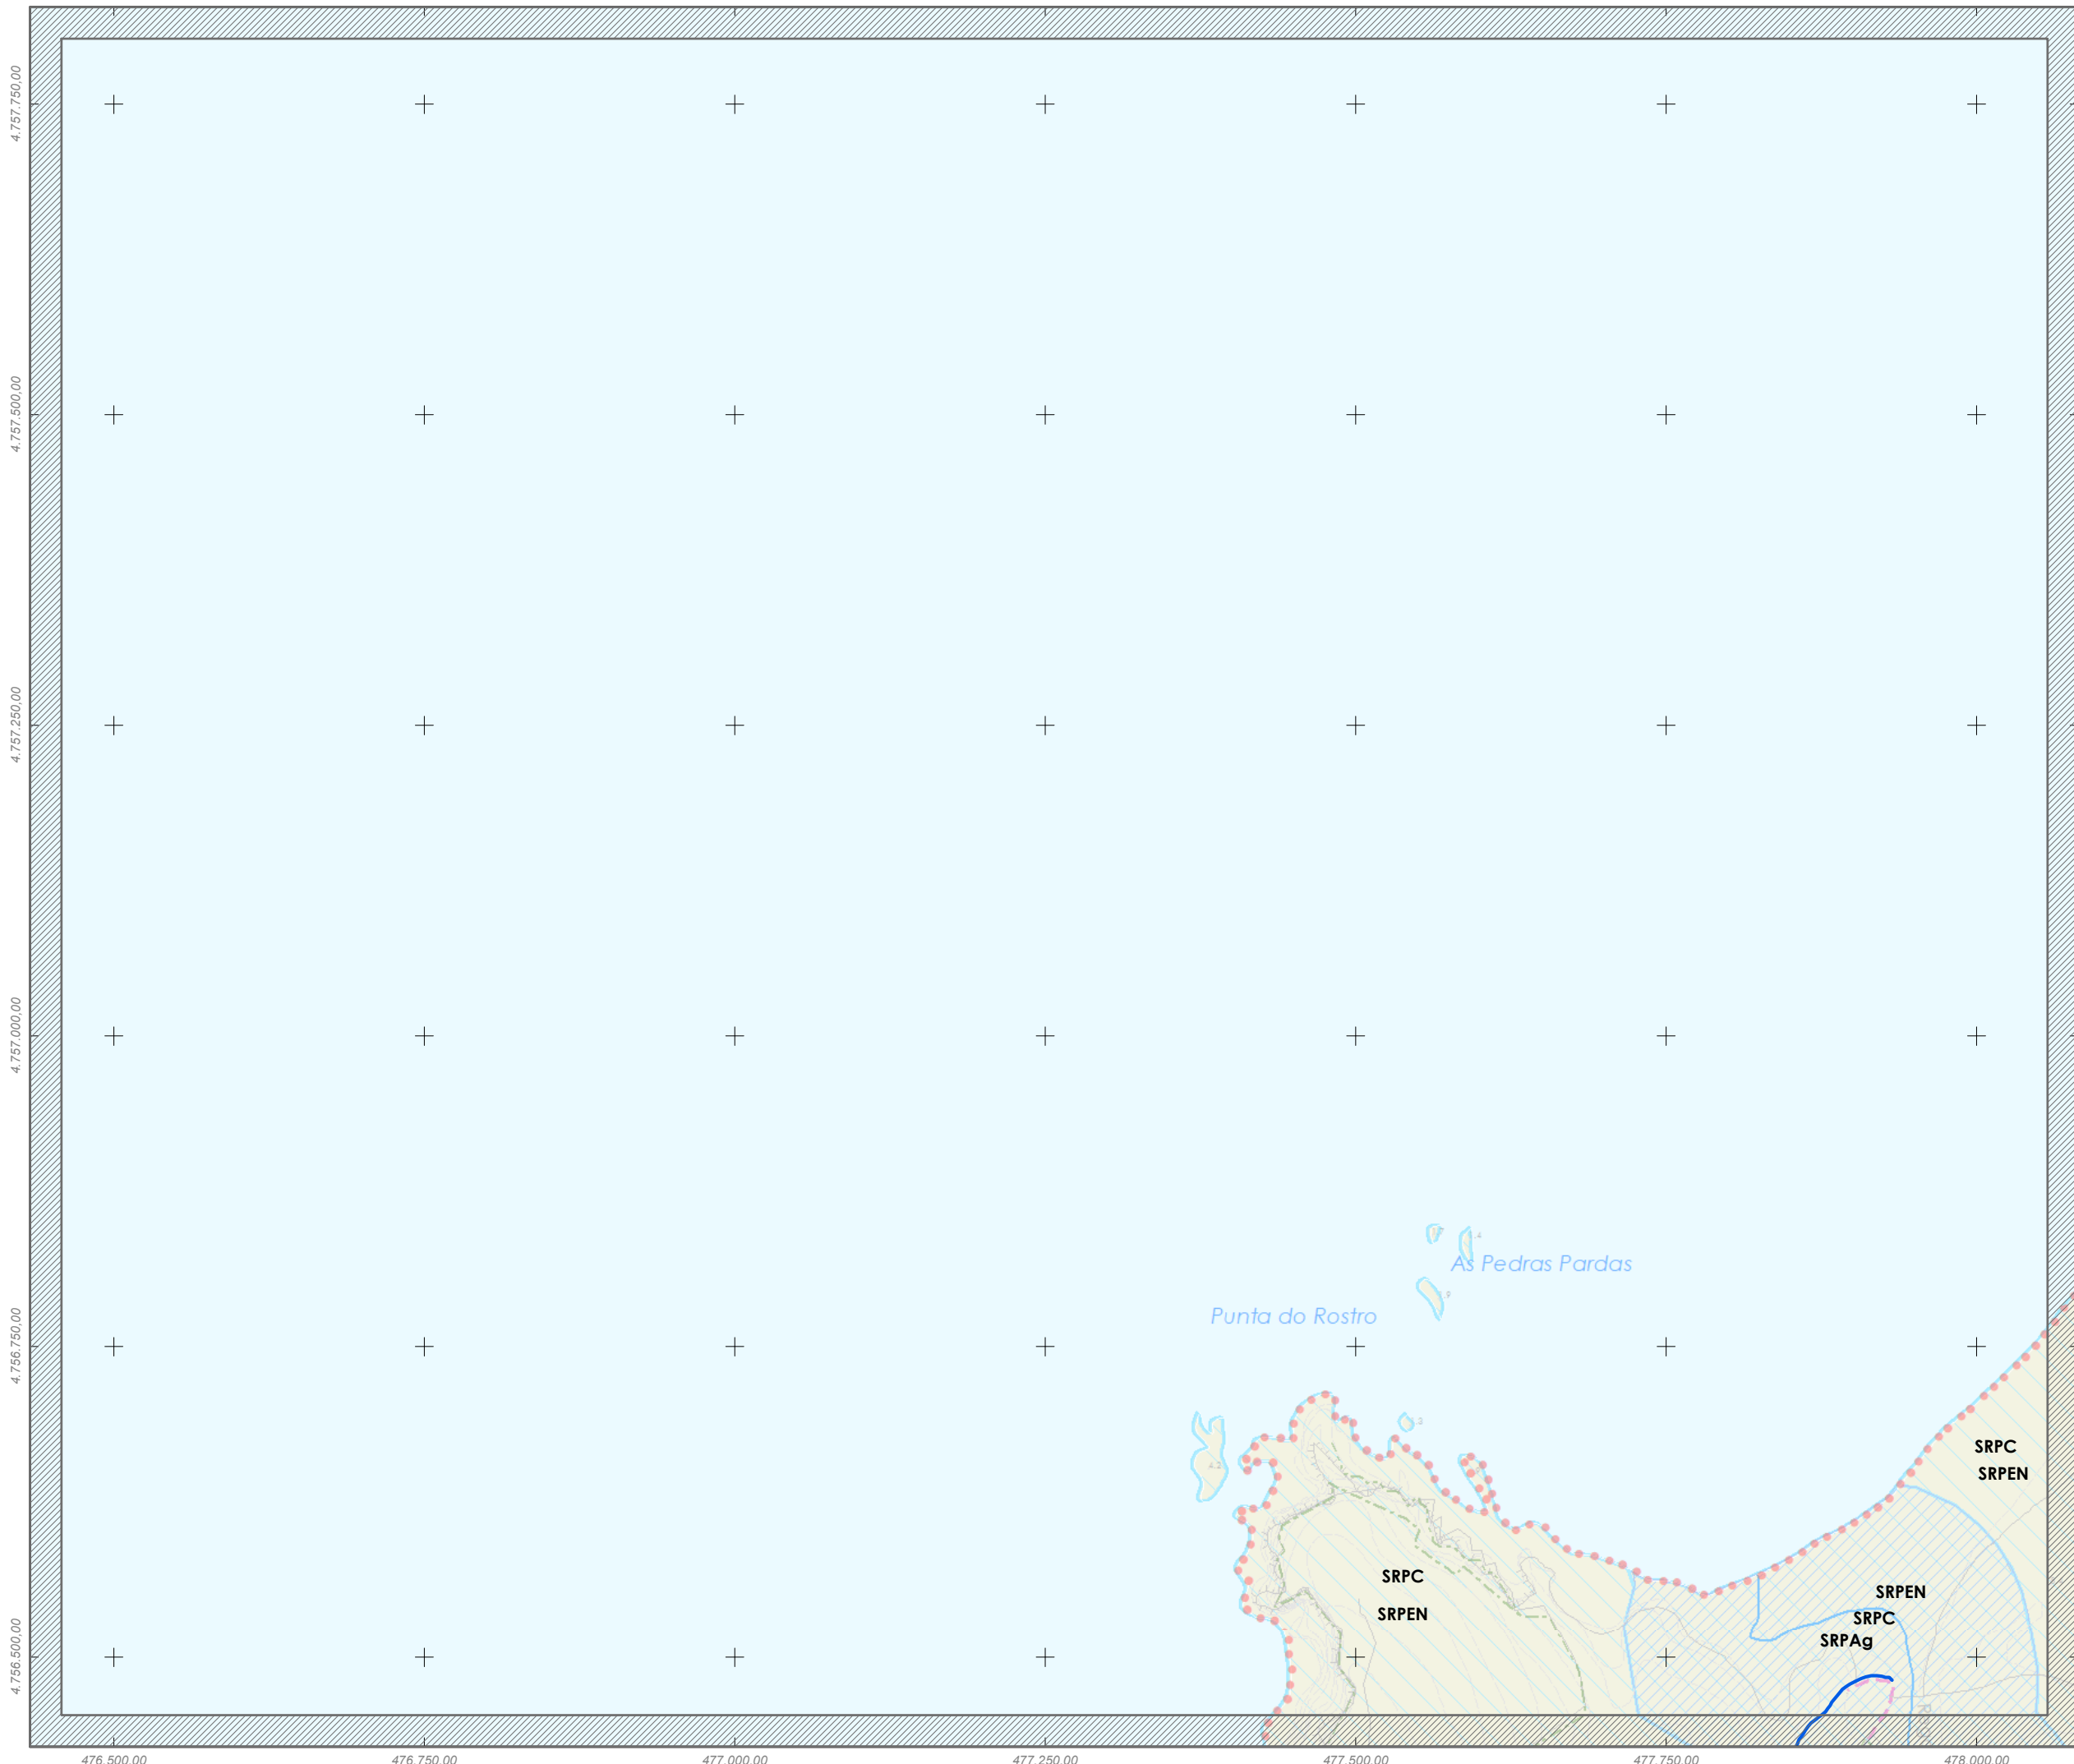 4.757.750,00
4.757.500,00
4.757.250,00
4.757.000,00
As Pedras Pardas
Punta do Rostro
4.756.750,00
SRPC
SRPEN
SRPC
SRPEN
SRPEN
SRPC
SRPAg
4.756.500,00
476.500,00 476.750,00 477.000,00 477.250,00 477.500,00 477.750,00 478.000,00